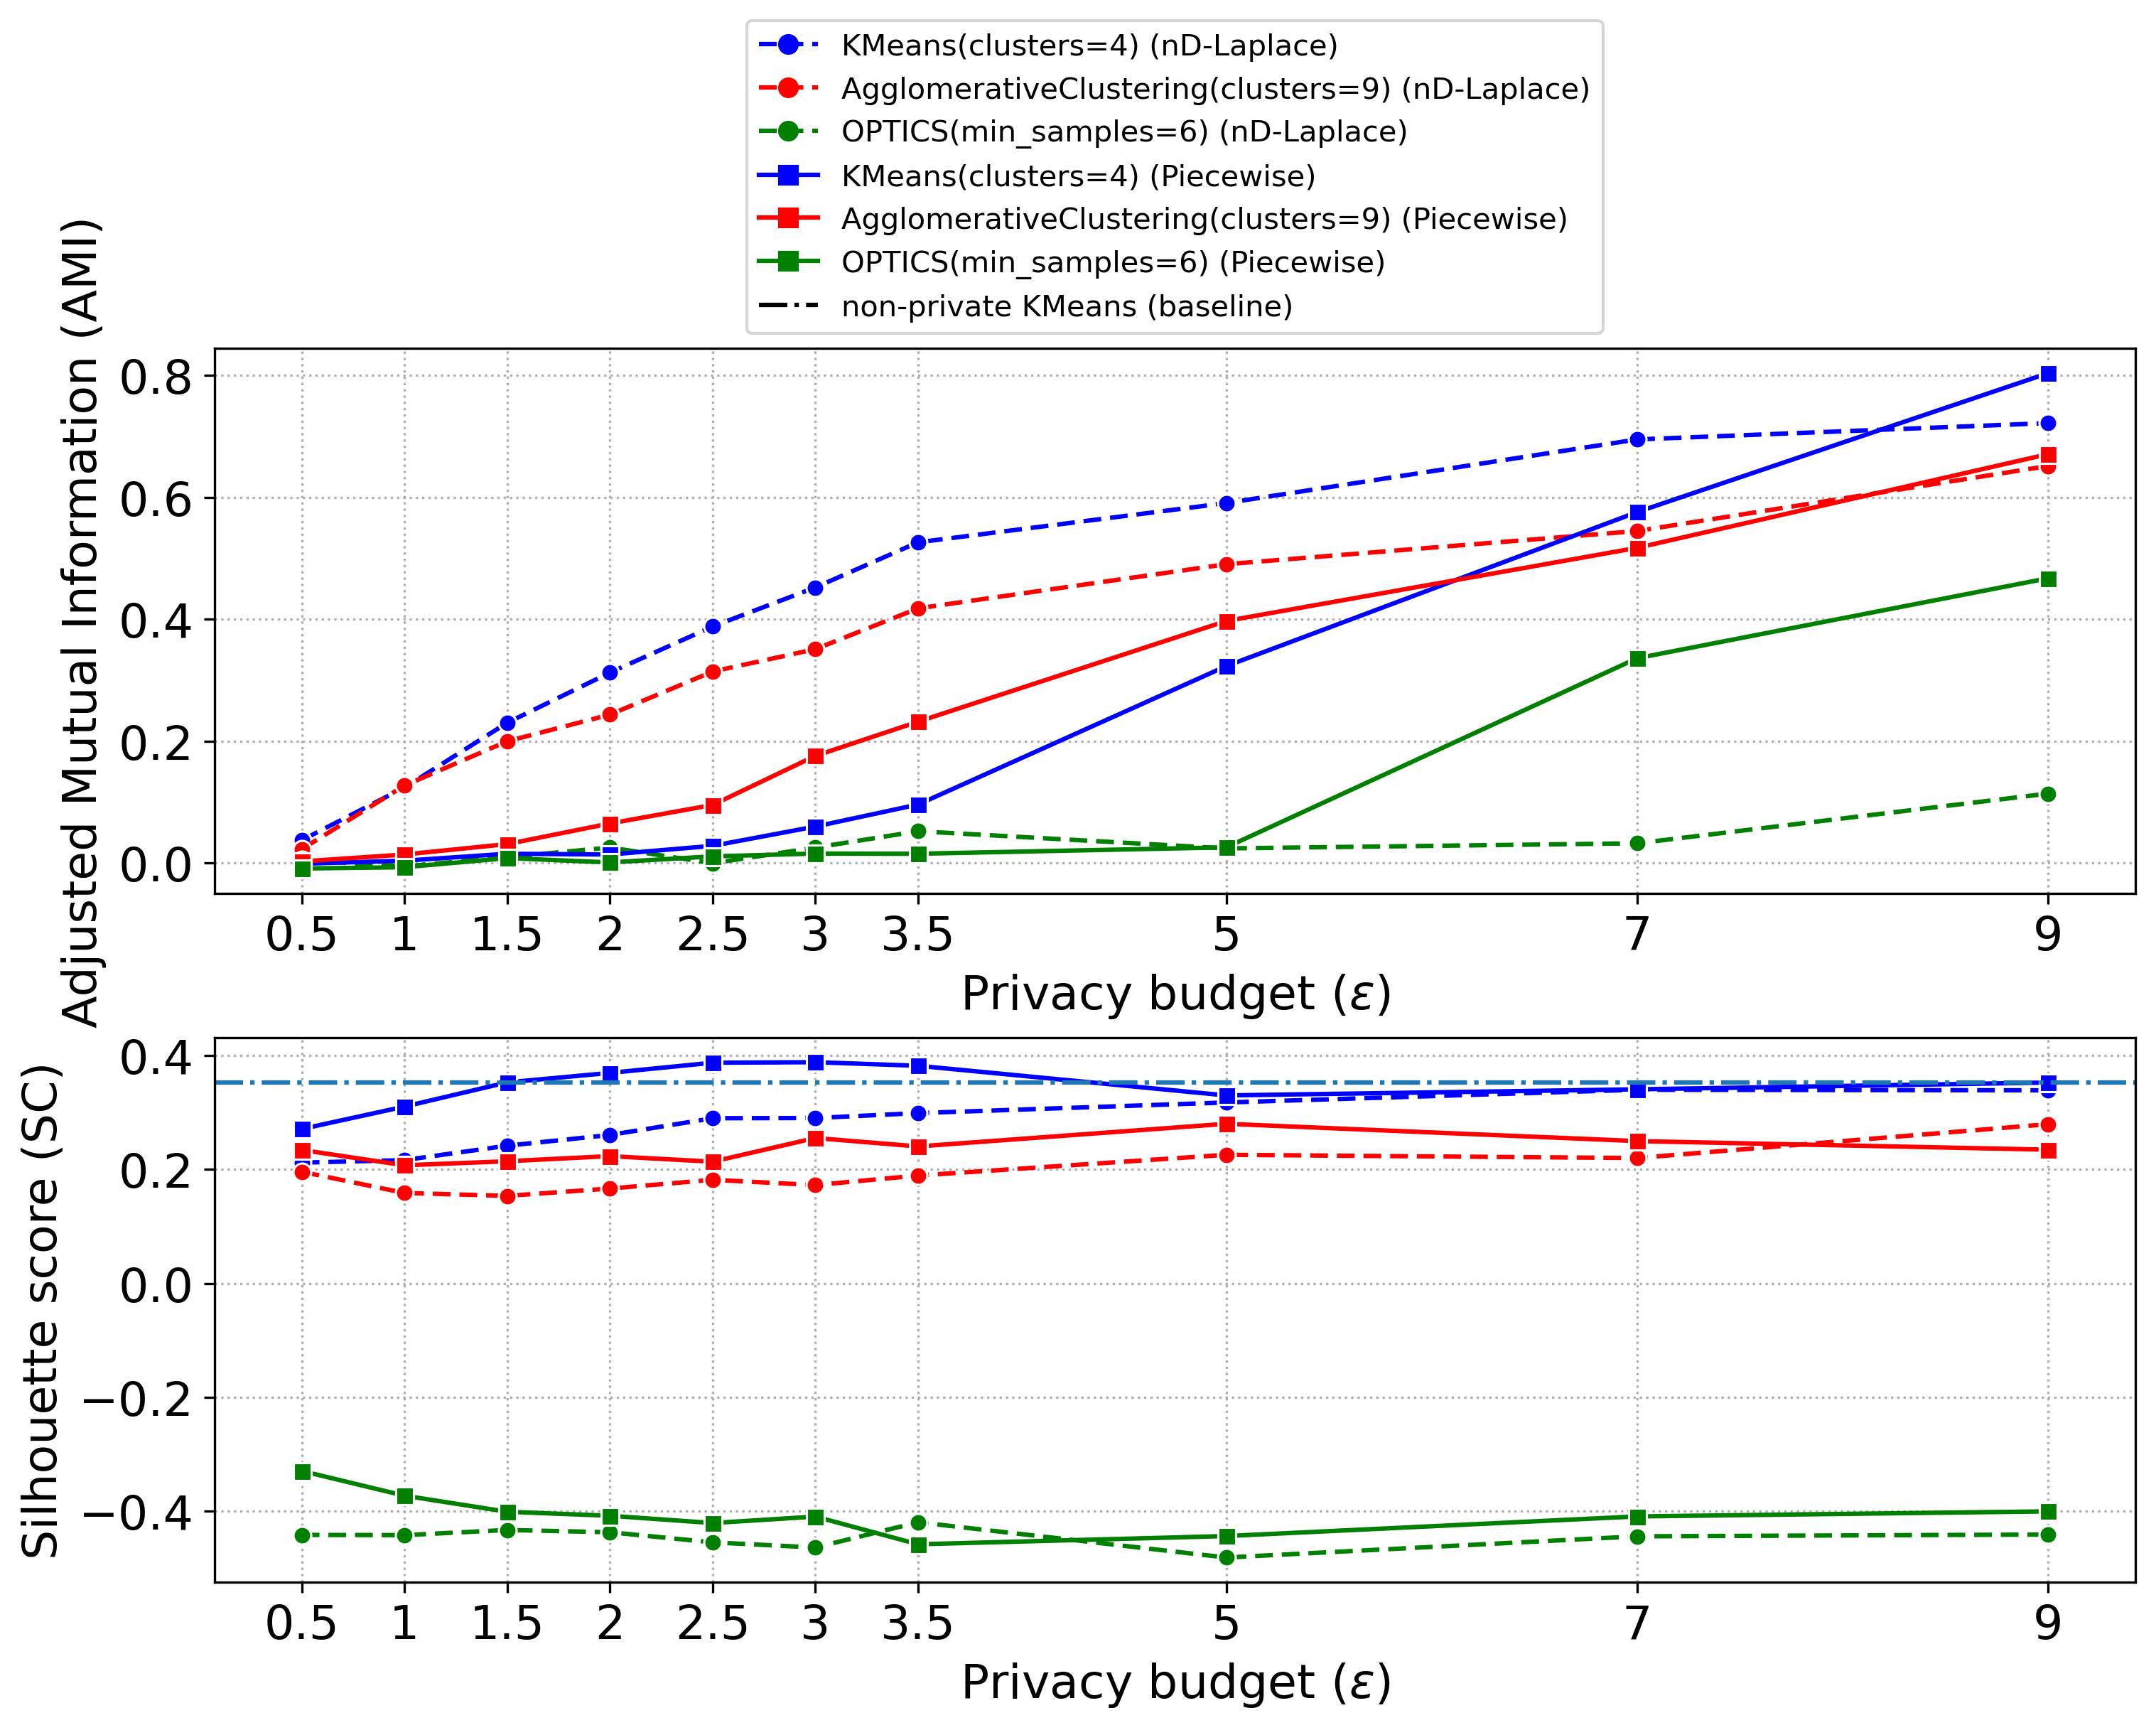 KMeans(clusters=4) (nD-Laplace)
AgglomerativeClustering(clusters=9) (nD-Laplace)
OPTICS(min_samples=6) (nD-Laplace)
KMeans(clusters=4) (Piecewise)
AgglomerativeClustering(clusters=9) (Piecewise)
OPTICS(min_samples=6) (Piecewise)
non-private KMeans (baseline)
Adjusted Mutual Information (AMI)
0.8
0.6
0.4
0.2
0.0
0.5 1 1.5 2 2.5 3 3.5 5 7 9
Privacy budget (ε)
Silhouette score (SC)
0.4
0.2
0.0
−0.2
−0.4
0.5 1 1.5 2 2.5 3 3.5 5 7 9
Privacy budget (ε)